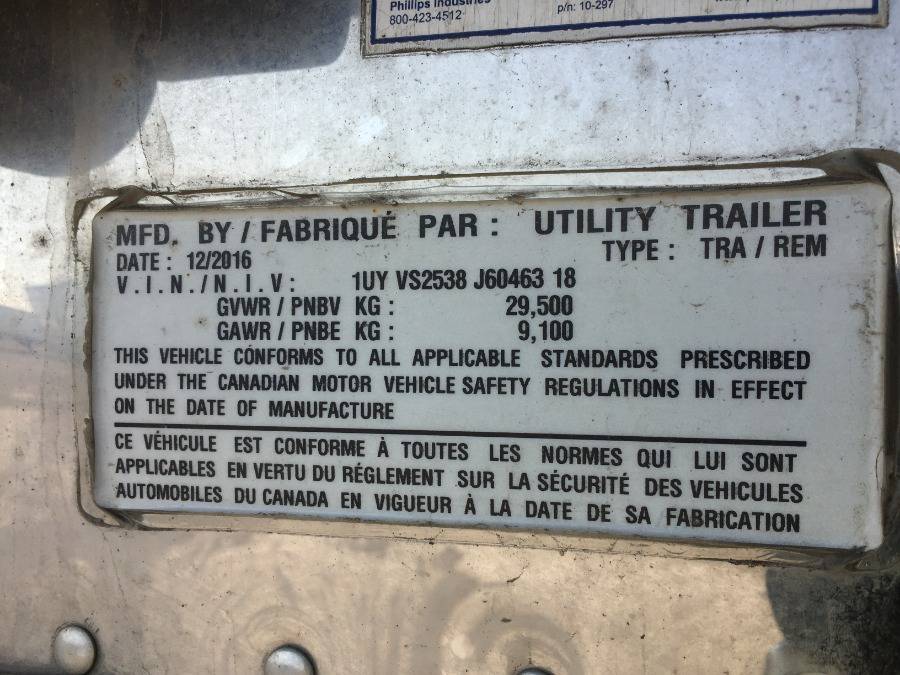 Phillips Industries
800-423-4512
p/n: 10-297
MFD. BY / FABRIQUÉ PAR : UTILITY TRAILER
DATE : 12/2016 TYPE : TRA / REM
V.I.N./N.I.V: 1UY VS2538 J60463 18
GVWR / PNBV KG : 29,500
GAWR / PNBE KG : 9,100
THIS VEHICLE CONFORMS TO ALL APPLICABLE STANDARDS PRESCRIBED
UNDER THE CANADIAN MOTOR VEHICLE SAFETY REGULATIONS IN EFFECT
ON THE DATE OF MANUFACTURE
CE VÉHICULE EST CONFORME À TOUTES LES NORMES QUI LUI SONT
APPLICABLES EN VERTU DU RÉGLEMENT SUR LA SÉCURITÉ DES VEHICULES
AUTOMOBILES DU CANADA EN VIGUEUR À LA DATE DE SA FABRICATION